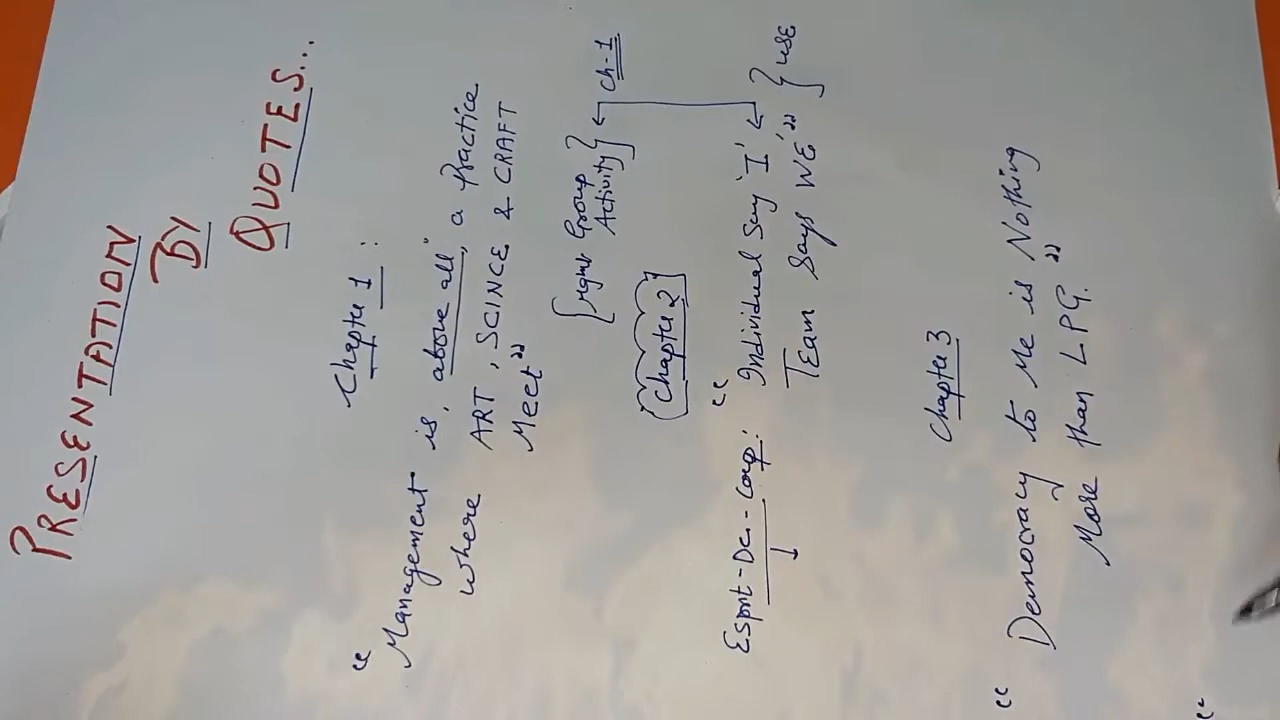 PRESENTATION
BY
QUOTES...
Chapter 1 :
“Management is, above all", a Practice
where ART, SCINCE & CRAFT
Meet”
{Mgmt Group
Activity} Ch-1
Chapter 2
Esprit-De-Corp: “Individual Say 'I'
TEAM Says WE'” } USE
Chapter 3
“Democracy to Me is Nothing
More than LPG.”
“